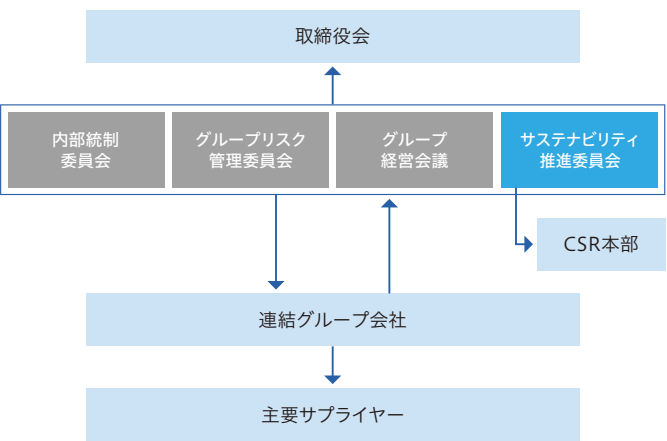 取締役会
内部統制
委員会
グループリスク
管理委員会
グループ
経営会議
サステナビリティ
推進委員会
CSR本部
連結グループ会社
主要サプライヤー